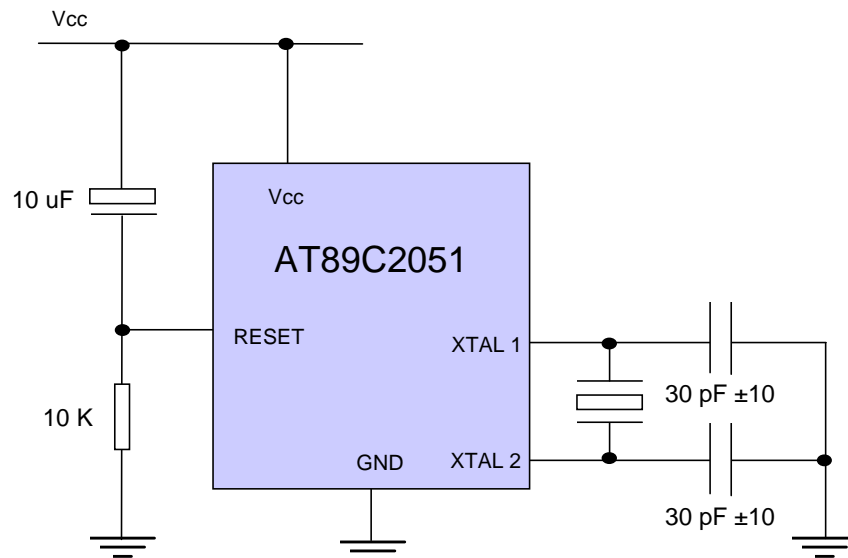 Vcc
10 uF
Vcc
AT89C2051
RESET
XTAL 1
30 pF ±10
10 K
GND
XTAL 2
30 pF ±10